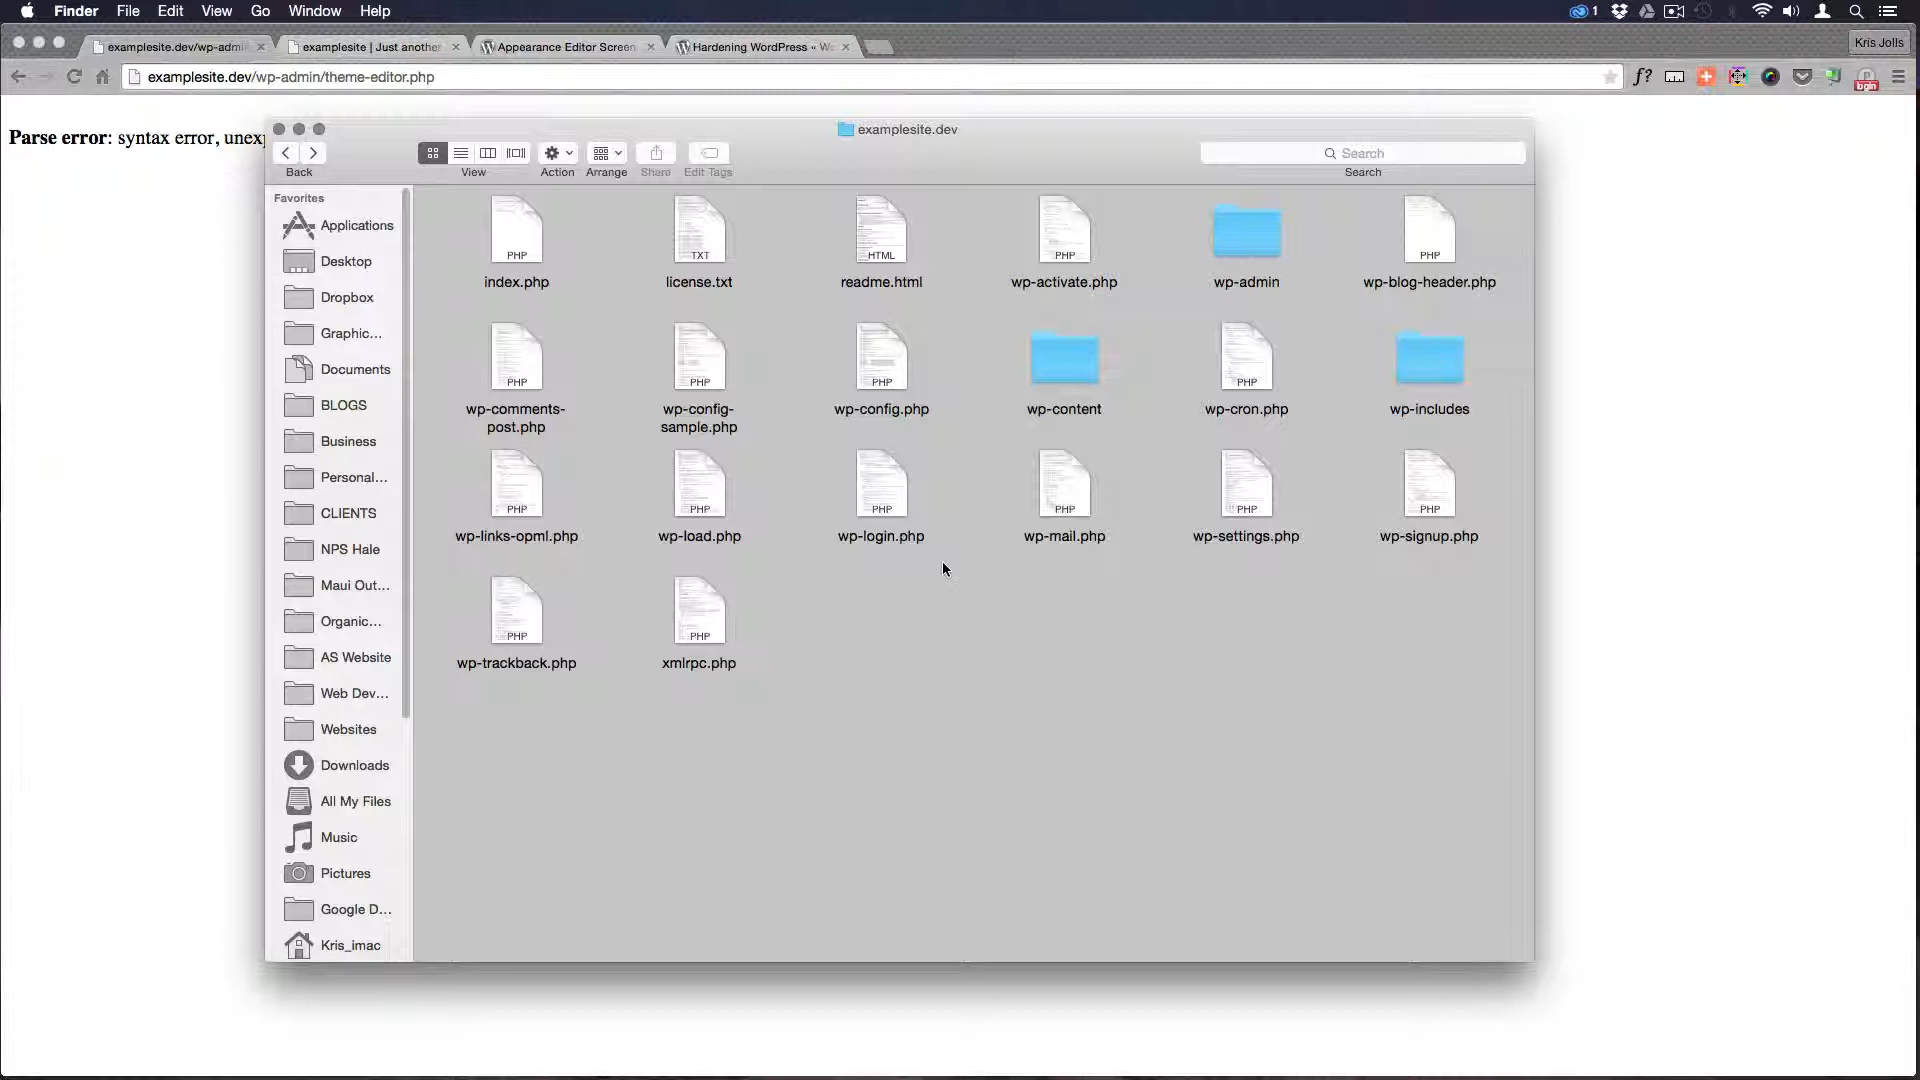 Finder File Edit View Go Window Help 1
examplesite.dev/wp-admi examplesite | Just another Appearance Editor Screen Hardening WordPress « W Kris Jolls
examplesite.dev/wp-admin/theme-editor.php f? login
Parse error: syntax error, unexp
examplesite.dev
Search
Back View Action Arrange Share Edit Tags Search
Favorites
Applications
Desktop
Dropbox
Graphic...
Documents
BLOGS
Business
Personal...
CLIENTS
NPS Hale
Maui Out...
Organic...
AS Website
Web Dev...
Websites
Downloads
All My Files
Music
Pictures
Google D...
Kris_imac
PHP TXT HTML PHP PHP
index.php license.txt readme.html wp-activate.php wp-admin wp-blog-header.php
PHP PHP PHP PHP
wp-comments-post.php wp-config-sample.php wp-config.php wp-content wp-cron.php wp-includes
PHP PHP PHP PHP PHP PHP
wp-links-opml.php wp-load.php wp-login.php wp-mail.php wp-settings.php wp-signup.php
PHP PHP
wp-trackback.php xmlrpc.php